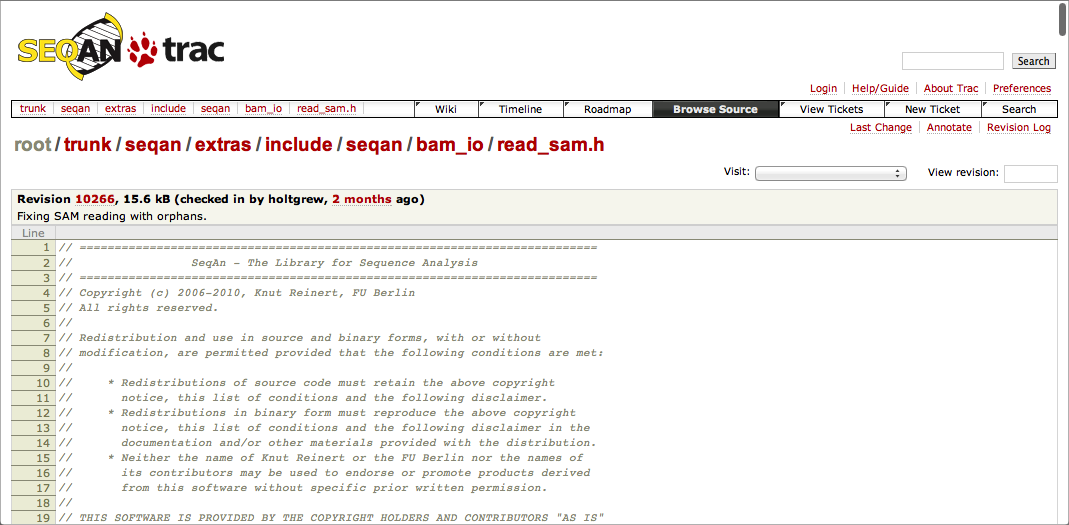 SEQAN trac
Search
Login Help/Guide About Trac Preferences
trunk seqan extras include seqan bam_io read_sam.h Wiki Timeline Roadmap Browse Source View Tickets New Ticket Search
Last Change Annotate Revision Log
root/trunk/seqan/extras/include/seqan/bam_io/read_sam.h
Visit: View revision:
Revision 10266, 15.6 kB (checked in by holtgrew, 2 months ago)
Fixing SAM reading with orphans.
Line
1 // ==========================================================================
2 // SeqAn - The Library for Sequence Analysis
3 // ==========================================================================
4 // Copyright (c) 2006-2010, Knut Reinert, FU Berlin
5 // All rights reserved.
6 //
7 // Redistribution and use in source and binary forms, with or without
8 // modification, are permitted provided that the following conditions are met:
9 //
10 // * Redistributions of source code must retain the above copyright
11 // notice, this list of conditions and the following disclaimer.
12 // * Redistributions in binary form must reproduce the above copyright
13 // notice, this list of conditions and the following disclaimer in the
14 // documentation and/or other materials provided with the distribution.
15 // * Neither the name of Knut Reinert or the FU Berlin nor the names of
16 // its contributors may be used to endorse or promote products derived
17 // from this software without specific prior written permission.
18 //
19 // THIS SOFTWARE IS PROVIDED BY THE COPYRIGHT HOLDERS AND CONTRIBUTORS "AS IS"